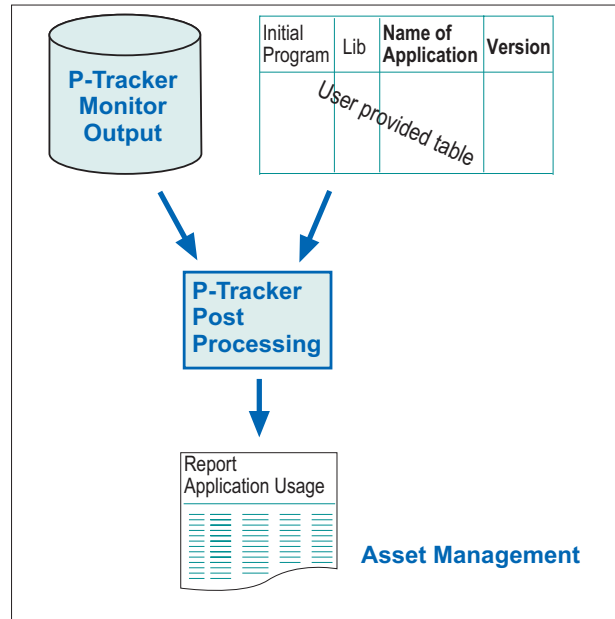 P-Tracker
Monitor
Output
Initial
Program
Lib
Name of
Application
Version
User provided table
P-Tracker
Post
Processing
Report
Application Usage
Asset Management